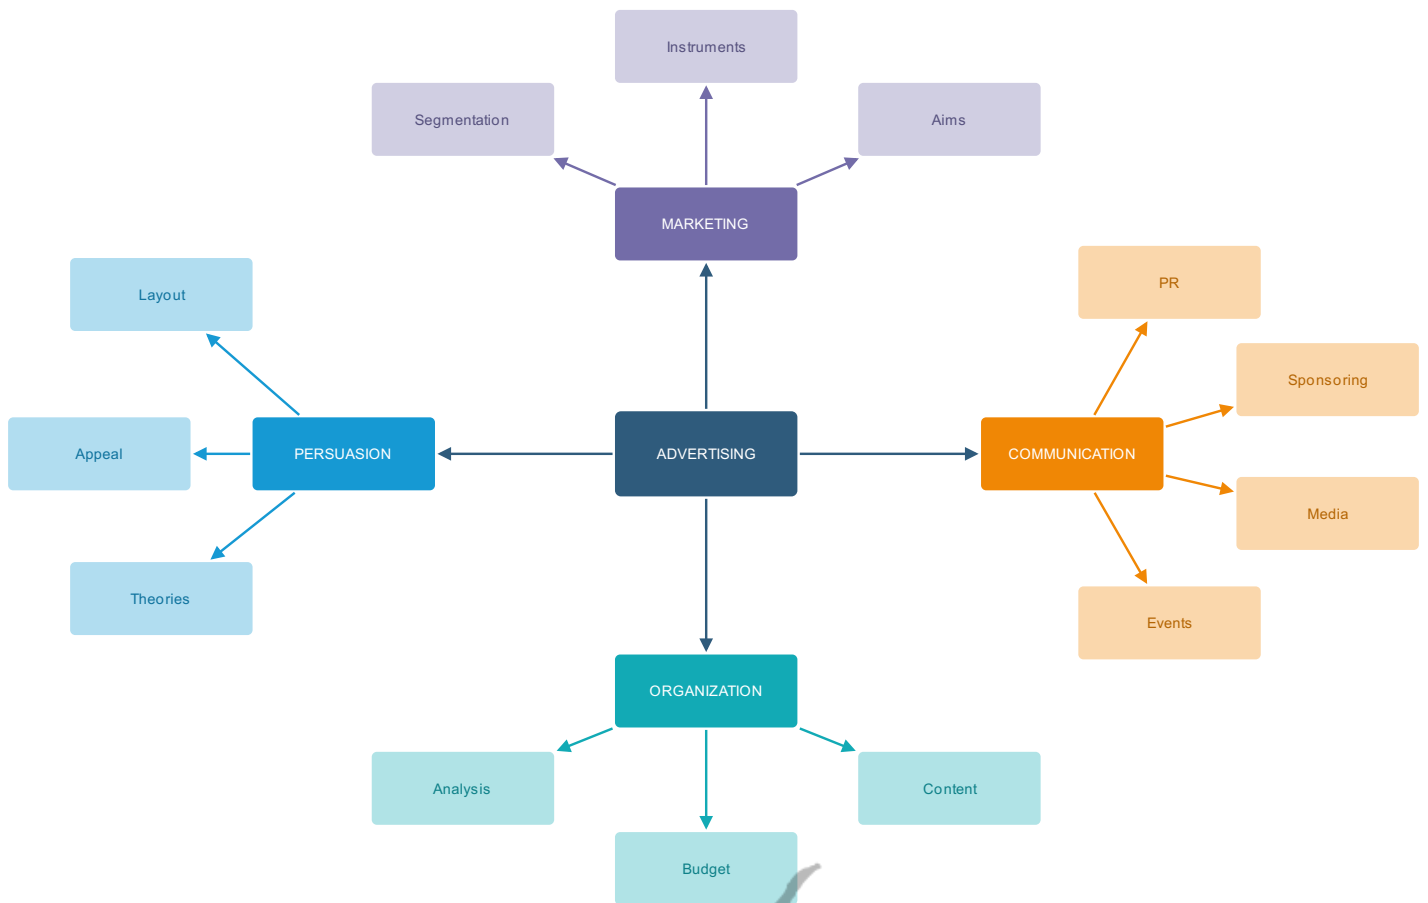 Instruments
Segmentation
Aims
MARKETING
PR
Layout
Sponsoring
Appeal
PERSUASION
ADVERTISING
COMMUNICATION
Media
Theories
Events
ORGANIZATION
Analysis
Content
Budget